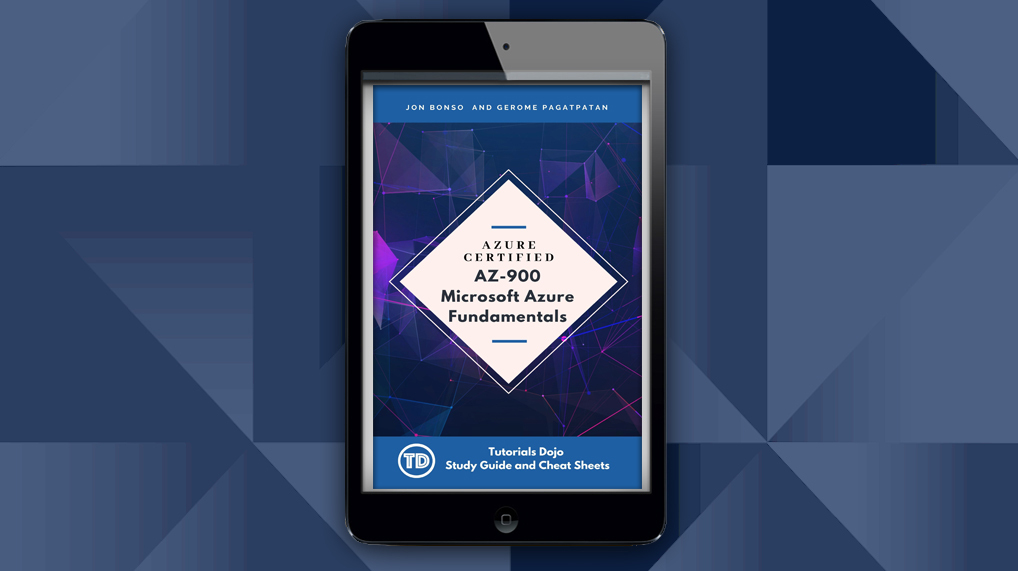 JON BONSO AND GEROME PAGATPATAN
AZURE
CERTIFIED
AZ-900
Microsoft Azure
Fundamentals
TD
Tutorials Dojo
Study Guide and Cheat Sheets